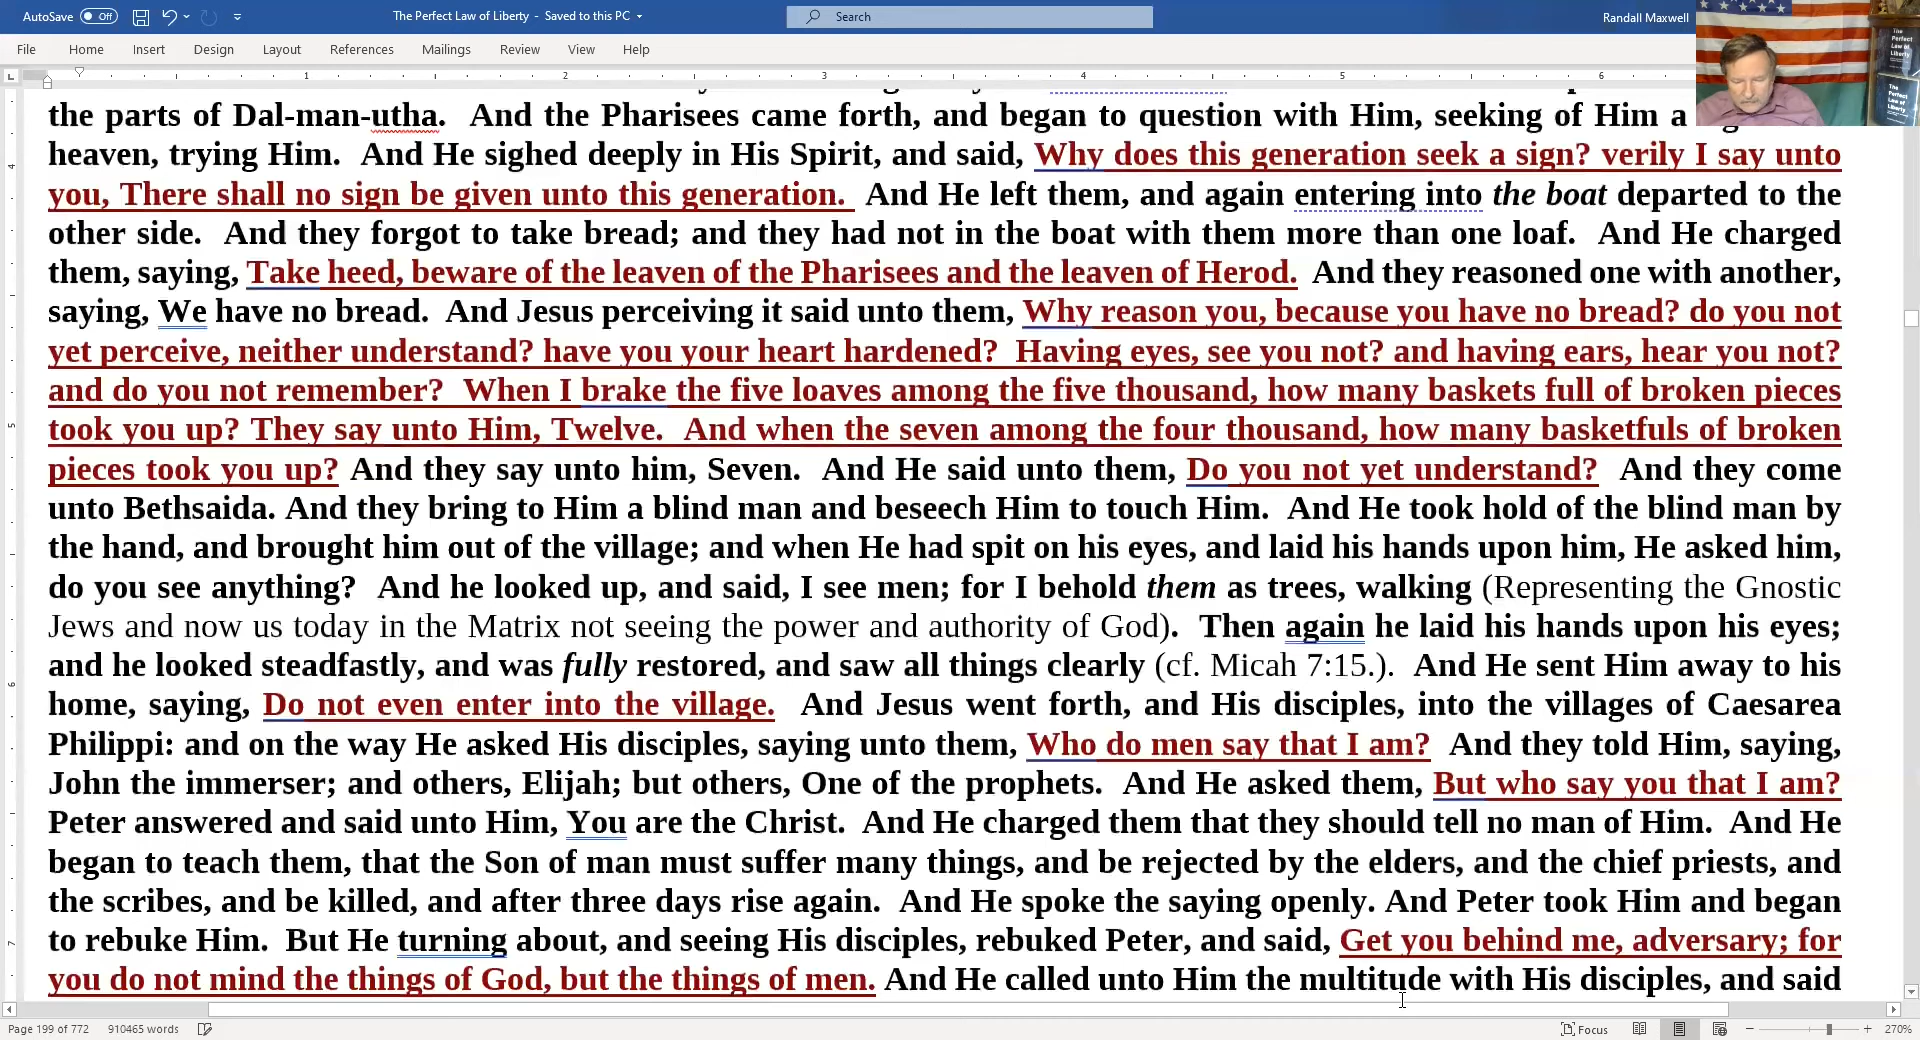 AutoSave Off The Perfect Law of Liberty - Saved to this PC Search Randall Maxwell
File Home Insert Design Layout References Mailings Review View Help
1 2 3 4 5 6
the parts of Dal-man-utha. And the Pharisees came forth, and began to question with Him, seeking of Him a
heaven, trying Him. And He sighed deeply in His Spirit, and said, Why does this generation seek a sign? verily I say unto
you, There shall no sign be given unto this generation. And He left them, and again entering into the boat departed to the
other side. And they forgot to take bread; and they had not in the boat with them more than one loaf. And He charged
them, saying, Take heed, beware of the leaven of the Pharisees and the leaven of Herod. And they reasoned one with another,
saying, We have no bread. And Jesus perceiving it said unto them, Why reason you, because you have no bread? do you not
yet perceive, neither understand? have you your heart hardened? Having eyes, see you not? and having ears, hear you not?
and do you not remember? When I brake the five loaves among the five thousand, how many baskets full of broken pieces
took you up? They say unto Him, Twelve. And when the seven among the four thousand, how many basketfuls of broken
pieces took you up? And they say unto him, Seven. And He said unto them, Do you not yet understand? And they come
unto Bethsaida. And they bring to Him a blind man and beseech Him to touch Him. And He took hold of the blind man by
the hand, and brought him out of the village; and when He had spit on his eyes, and laid his hands upon him, He asked him,
do you see anything? And he looked up, and said, I see men; for I behold them as trees, walking (Representing the Gnostic
Jews and now us today in the Matrix not seeing the power and authority of God). Then again he laid his hands upon his eyes;
and he looked steadfastly, and was fully restored, and saw all things clearly (cf. Micah 7:15.). And He sent Him away to his
home, saying, Do not even enter into the village. And Jesus went forth, and His disciples, into the villages of Caesarea
Philippi: and on the way He asked His disciples, saying unto them, Who do men say that I am? And they told Him, saying,
John the immerser; and others, Elijah; but others, One of the prophets. And He asked them, But who say you that I am?
Peter answered and said unto Him, You are the Christ. And He charged them that they should tell no man of Him. And He
began to teach them, that the Son of man must suffer many things, and be rejected by the elders, and the chief priests, and
the scribes, and be killed, and after three days rise again. And He spoke the saying openly. And Peter took Him and began
to rebuke Him. But He turning about, and seeing His disciples, rebuked Peter, and said, Get you behind me, adversary; for
you do not mind the things of God, but the things of men. And He called unto Him the multitude with His disciples, and said
Page 199 of 772 910465 words Focus 270%
The Perfect Law of Liberty
The Perfect Law of Liberty